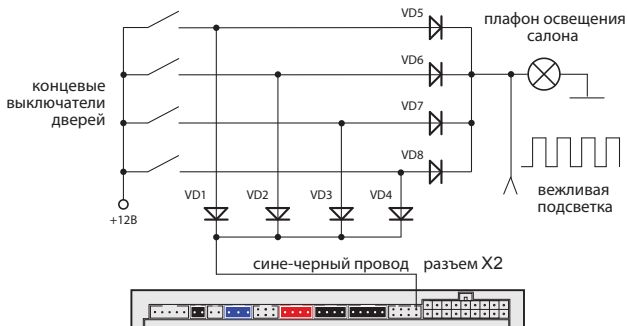 VD5
плафон освещения
салона
VD6
концевые
выключатели
дверей
VD7
VD8
+12В
VD1 VD2 VD3 VD4
вежливая
подсветка
сине-черный провод разъем X2